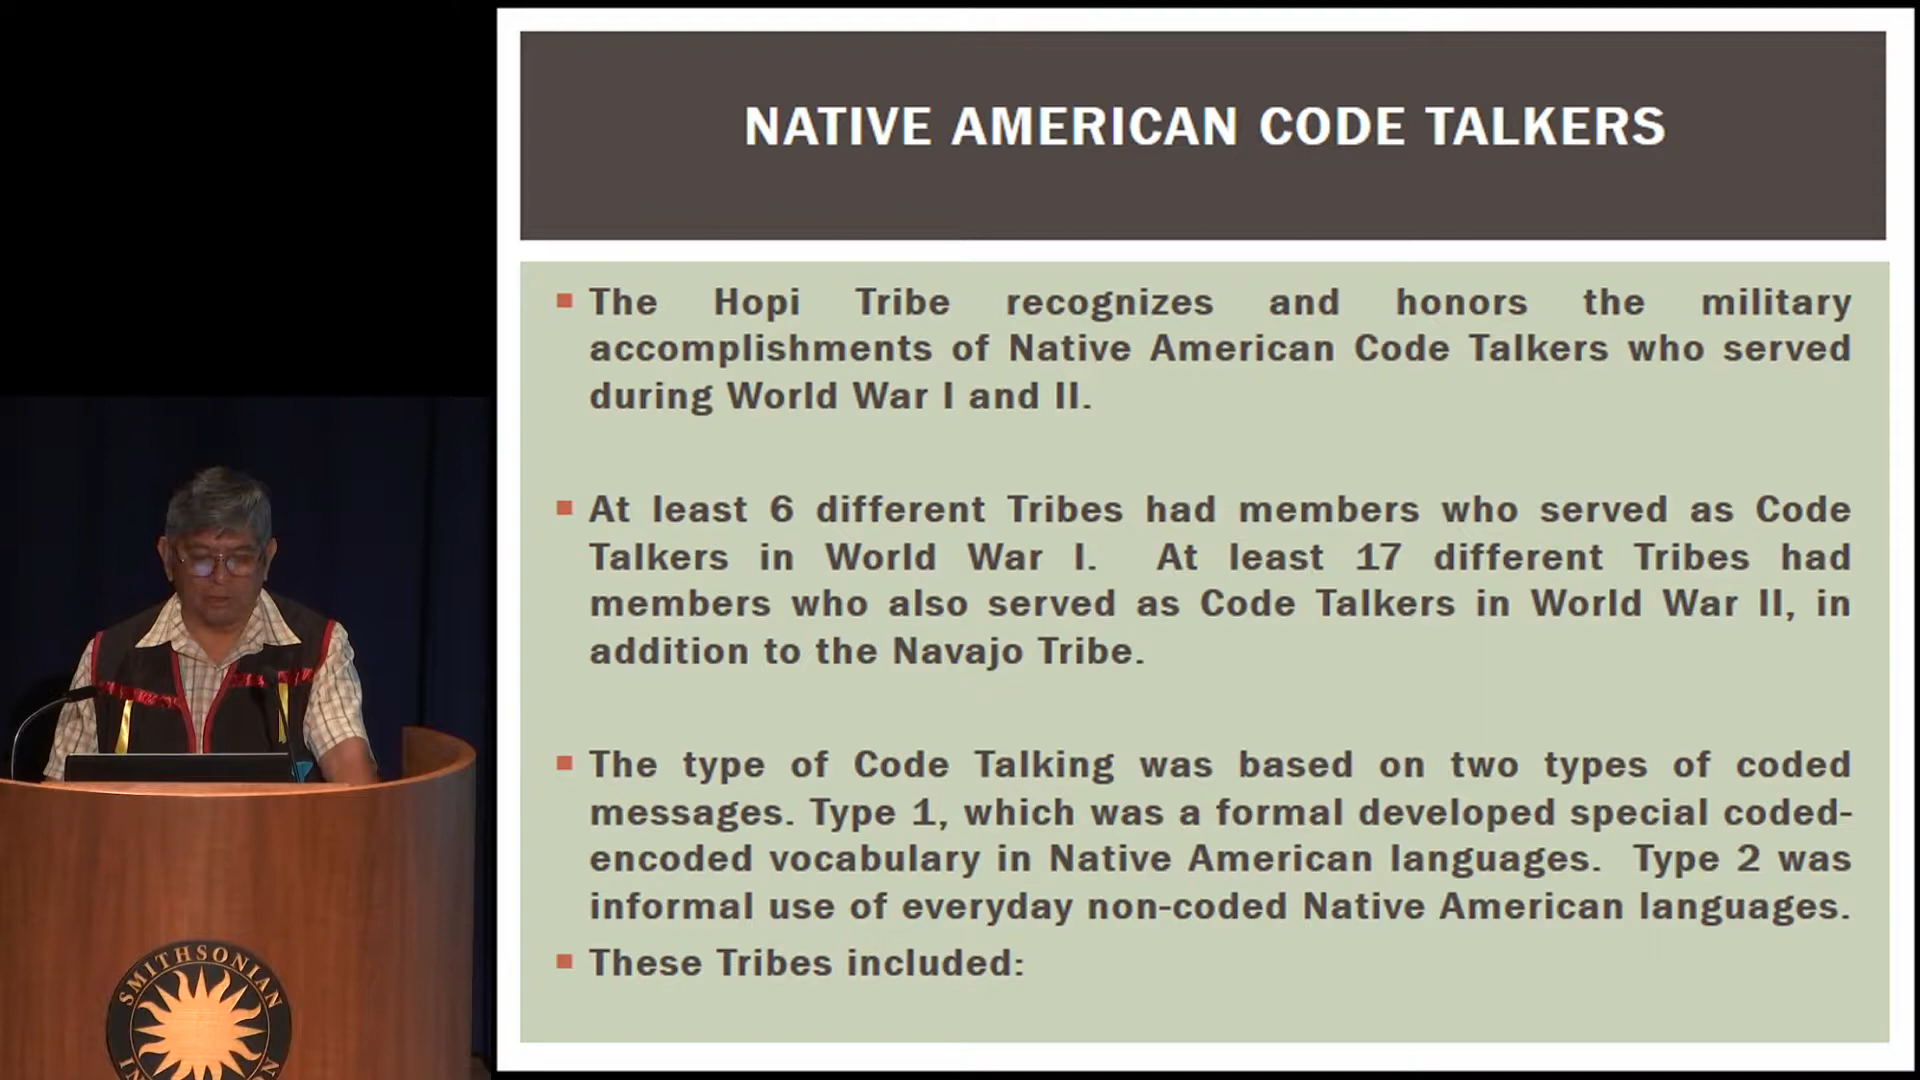 NATIVE AMERICAN CODE TALKERS
The Hopi Tribe recognizes and honors the military
accomplishments of Native American Code Talkers who served
during World War I and II.
At least 6 different Tribes had members who served as Code
Talkers in World War I. At least 17 different Tribes had
members who also served as Code Talkers in World War II, in
addition to the Navajo Tribe.
The type of Code Talking was based on two types of coded
messages. Type 1, which was a formal developed special coded-
encoded vocabulary in Native American languages. Type 2 was
informal use of everyday non-coded Native American languages.
These Tribes included:
SMITHSONIAN